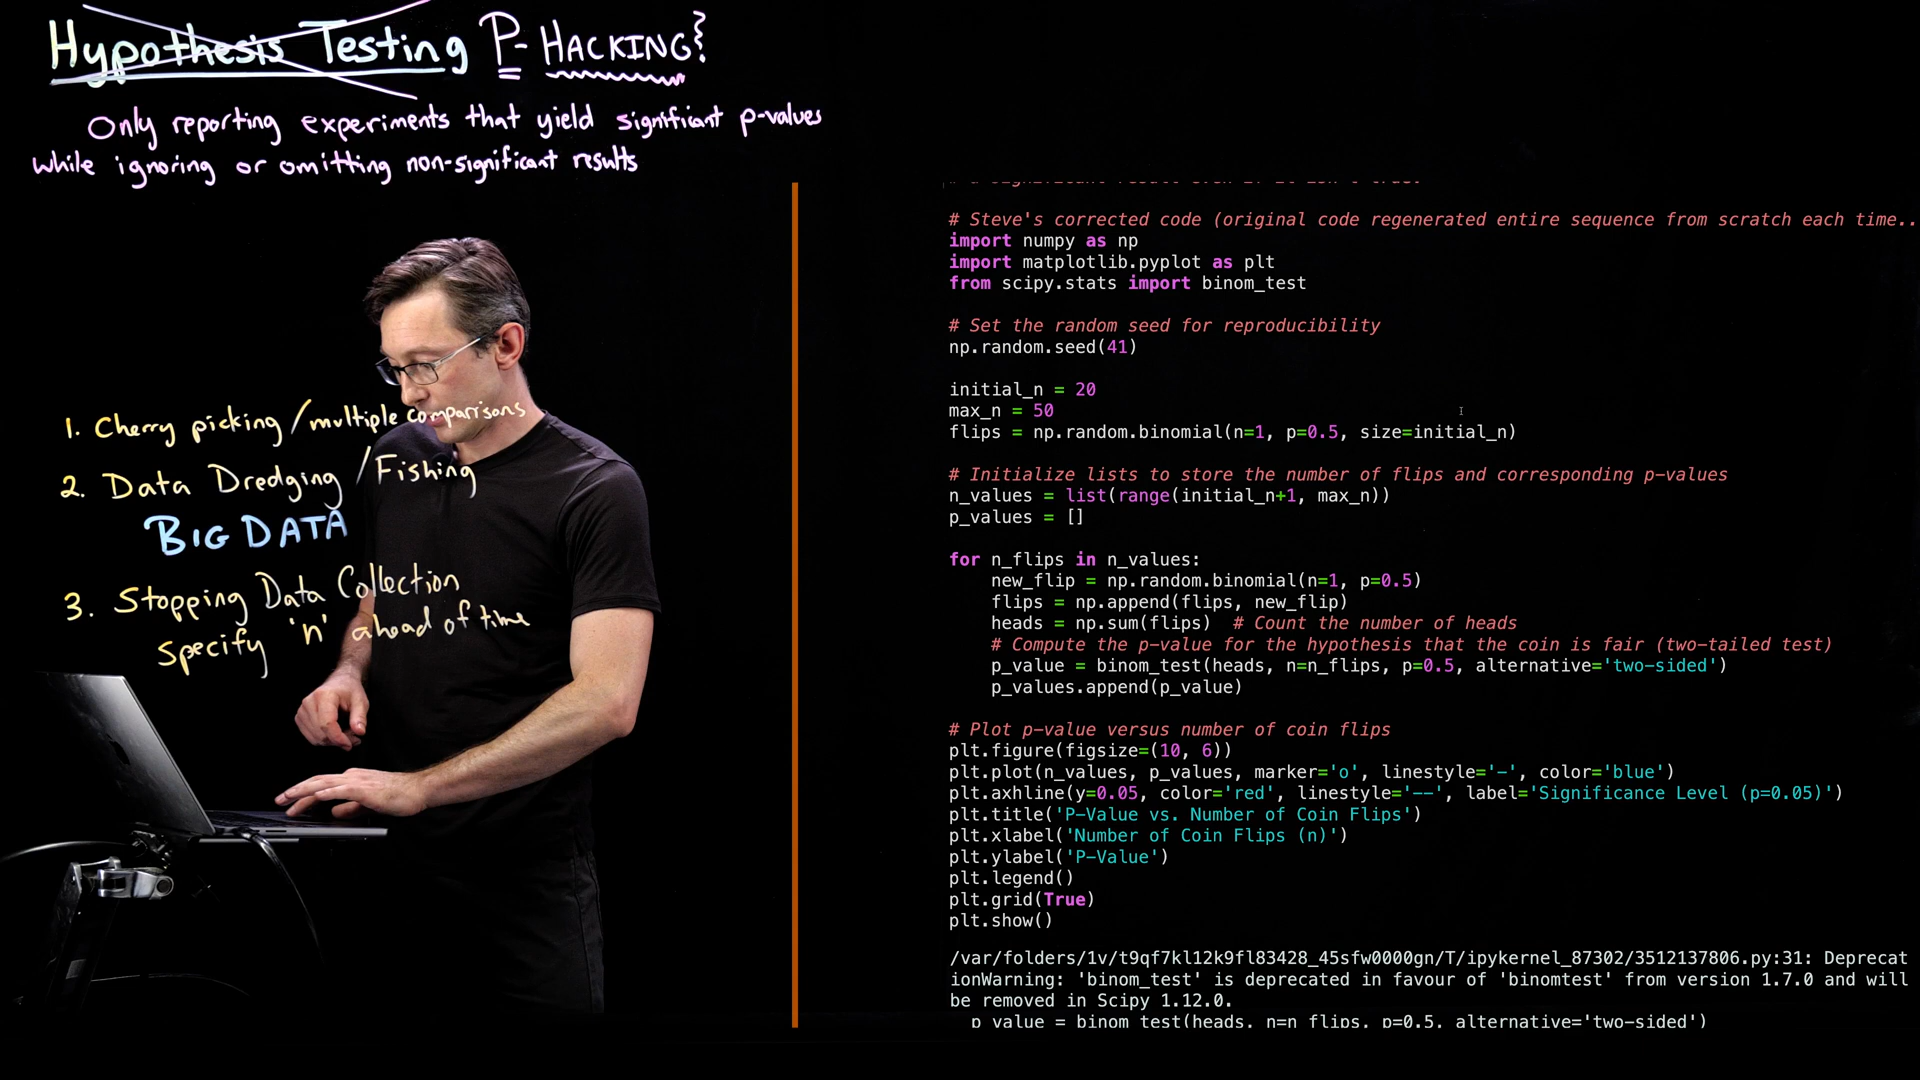 Hypothesis Testing P-HACKING?
Only reporting experiments that yield significant p-values
while ignoring or omitting non-significant results
1. Cherry picking / multiple comparisons
2. Data Dredging / Fishing
BIG DATA
3. Stopping Data Collection
specify 'n' ahead of time
# Steve's corrected code (original code regenerated entire sequence from scratch each time..
import numpy as np
import matplotlib.pyplot as plt
from scipy.stats import binom_test
# Set the random seed for reproducibility
np.random.seed(41)
initial_n = 20
max_n = 50
flips = np.random.binomial(n=1, p=0.5, size=initial_n)
# Initialize lists to store the number of flips and corresponding p-values
n_values = list(range(initial_n+1, max_n))
p_values = []
for n_flips in n_values:
new_flip = np.random.binomial(n=1, p=0.5)
flips = np.append(flips, new_flip)
heads = np.sum(flips)  # Count the number of heads
# Compute the p-value for the hypothesis that the coin is fair (two-tailed test)
p_value = binom_test(heads, n=n_flips, p=0.5, alternative='two-sided')
p_values.append(p_value)
# Plot p-value versus number of coin flips
plt.figure(figsize=(10, 6))
plt.plot(n_values, p_values, marker='o', linestyle='-', color='blue')
plt.axhline(y=0.05, color='red', linestyle='--', label='Significance Level (p=0.05)')
plt.title('P-Value vs. Number of Coin Flips')
plt.xlabel('Number of Coin Flips (n)')
plt.ylabel('P-Value')
plt.legend()
plt.grid(True)
plt.show()
/var/folders/1v/t9qf7kl12k9fl83428_45sfw0000gn/T/ipykernel_87302/3512137806.py:31: Deprecat
ionWarning: 'binom_test' is deprecated in favour of 'binomtest' from version 1.7.0 and will
be removed in Scipy 1.12.0.
p_value = binom_test(heads, n=n_flips, p=0.5, alternative='two-sided')